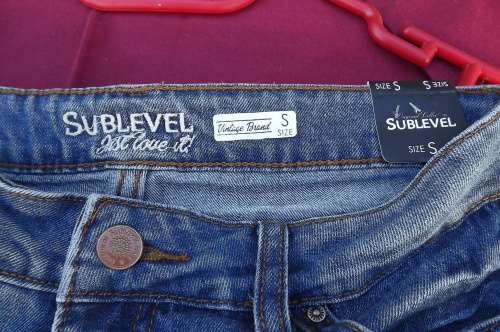 SUBLEVEL
Just love it!
Vintage Brand
S
SIZE
SIZE S
SIZE S
SUBLEVEL
SIZE S